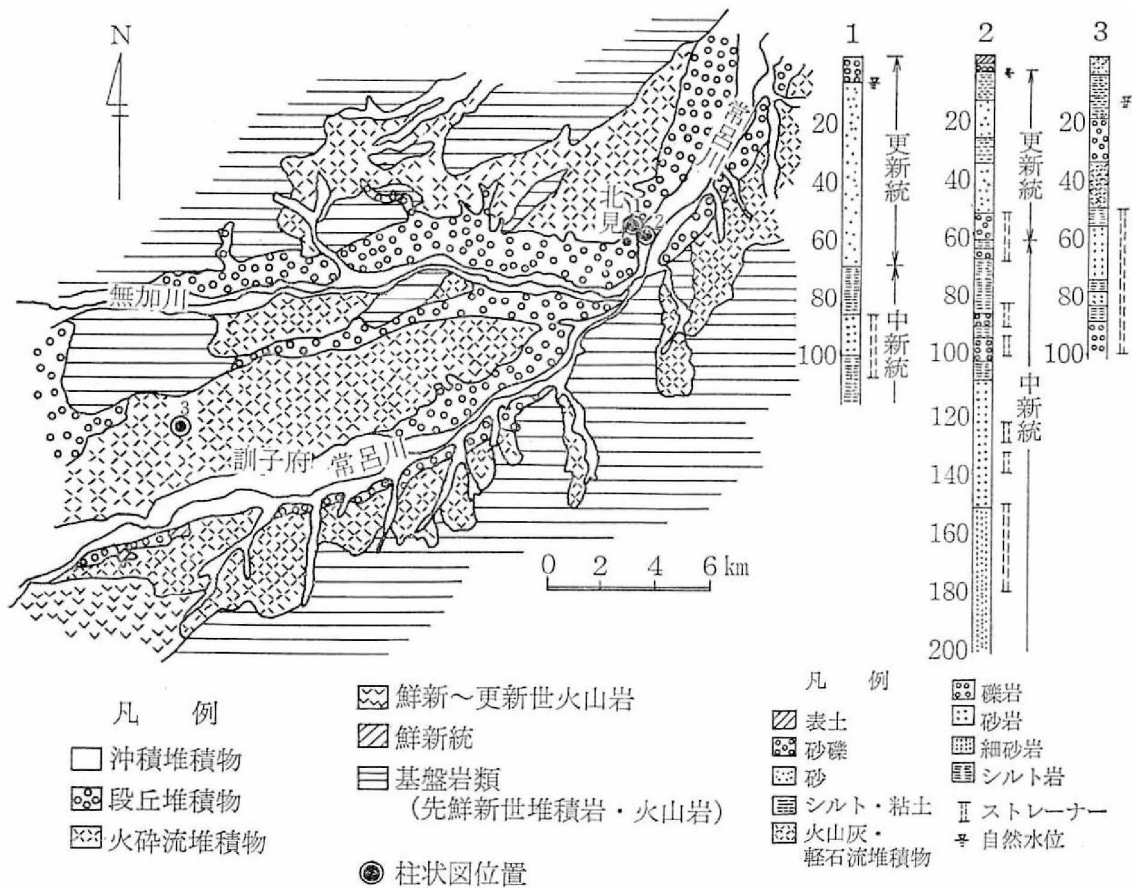 N
無加川
訓子府
常呂川
常呂川
北見
1
2
3
0 2 4 6 km
1
20
40
60
80
100
更新統
中新統
2
20
40
60
80
100
120
140
160
180
200
更新統
中新統
3
20
40
60
80
100
凡 例
沖積堆積物
段丘堆積物
火砕流堆積物
鮮新〜更新世火山岩
鮮新統
基盤岩類
(先鮮新世堆積岩・火山岩)
柱状図位置
凡 例
表土
砂礫
砂
シルト・粘土
火山灰・
軽石流堆積物
礫岩
砂岩
細砂岩
シルト岩
ストレーナー
自然水位